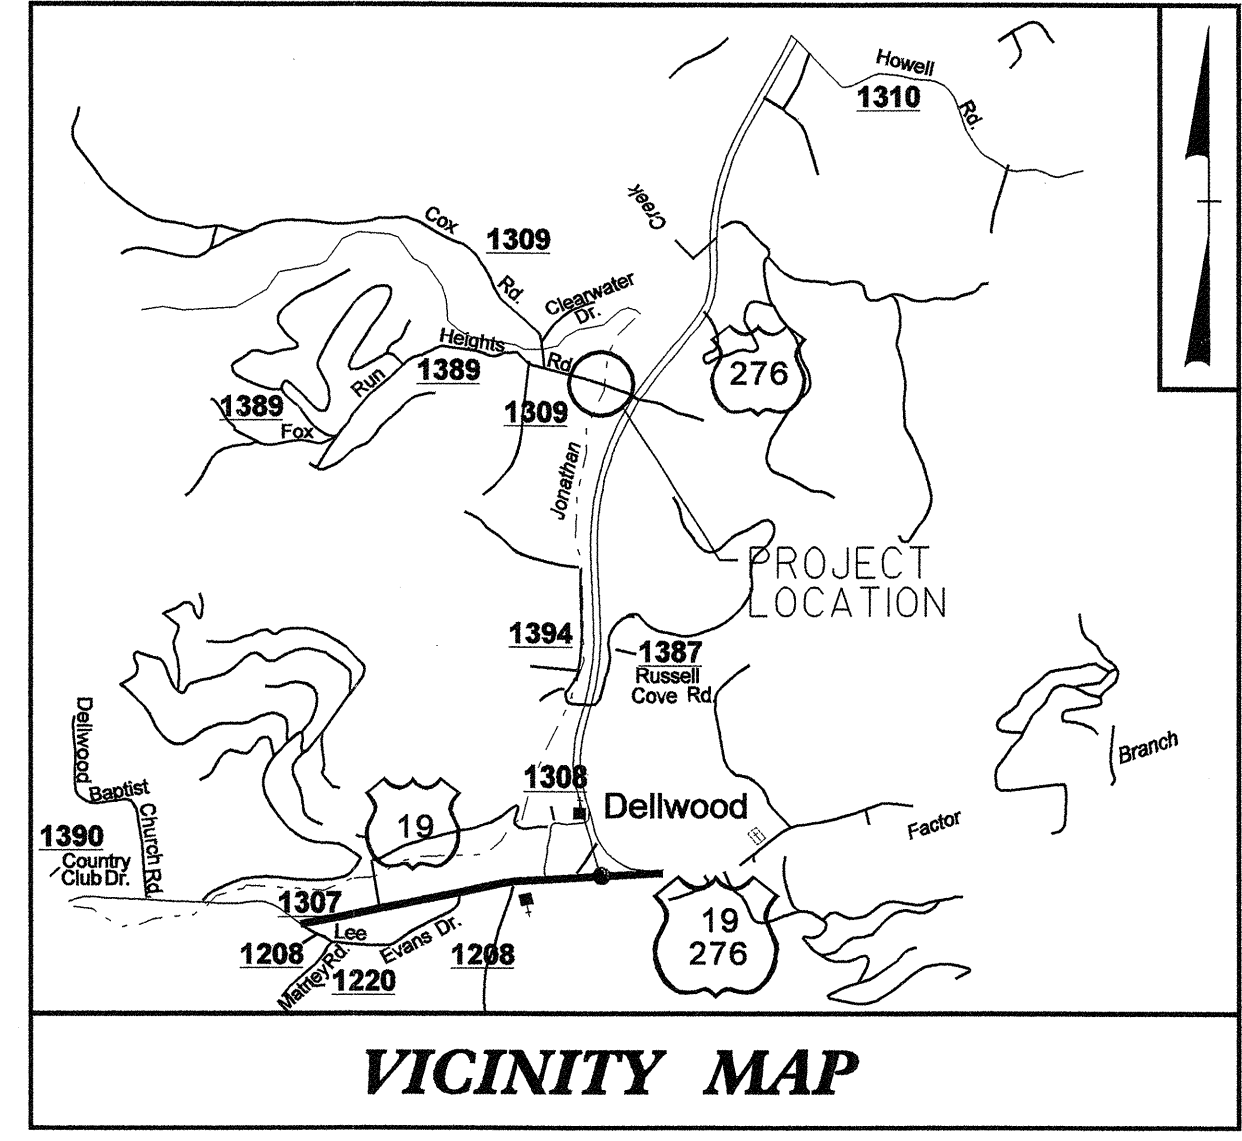 Howell
1310
Rd.
Creek
Cox
1309
Rd.
Clearwater
Dr.
Heights
Rd
1389
Run
276
1389
1309
Fox
Jonathan
PROJECT
LOCATION
1394
1387
Russell
Cove Rd.
Dellwood
Branch
1308
Baptist
Dellwood
19
Factor
Church Rd.
1390
Country
Club Dr.
1307
19
276
Lee
Evans Dr.
1208
1208
Rd.
1220
VICINITY MAP